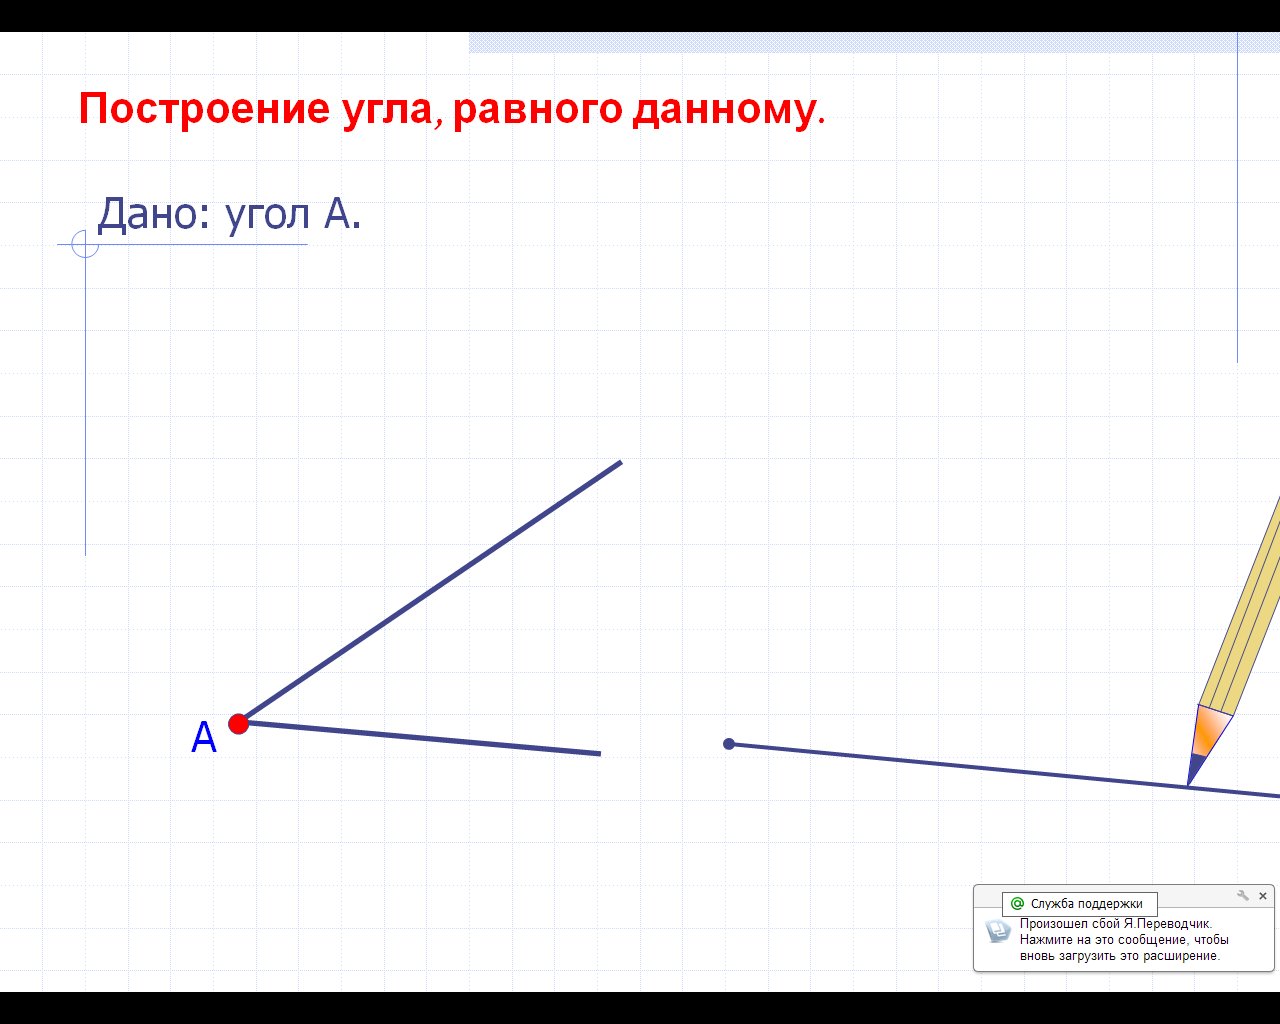 Построение угла, равного данному.
Дано: угол А.
А
Служба поддержки
Произошел сбой Я.Переводчик.
Нажмите на это сообщение, чтобы
вновь загрузить это расширение.